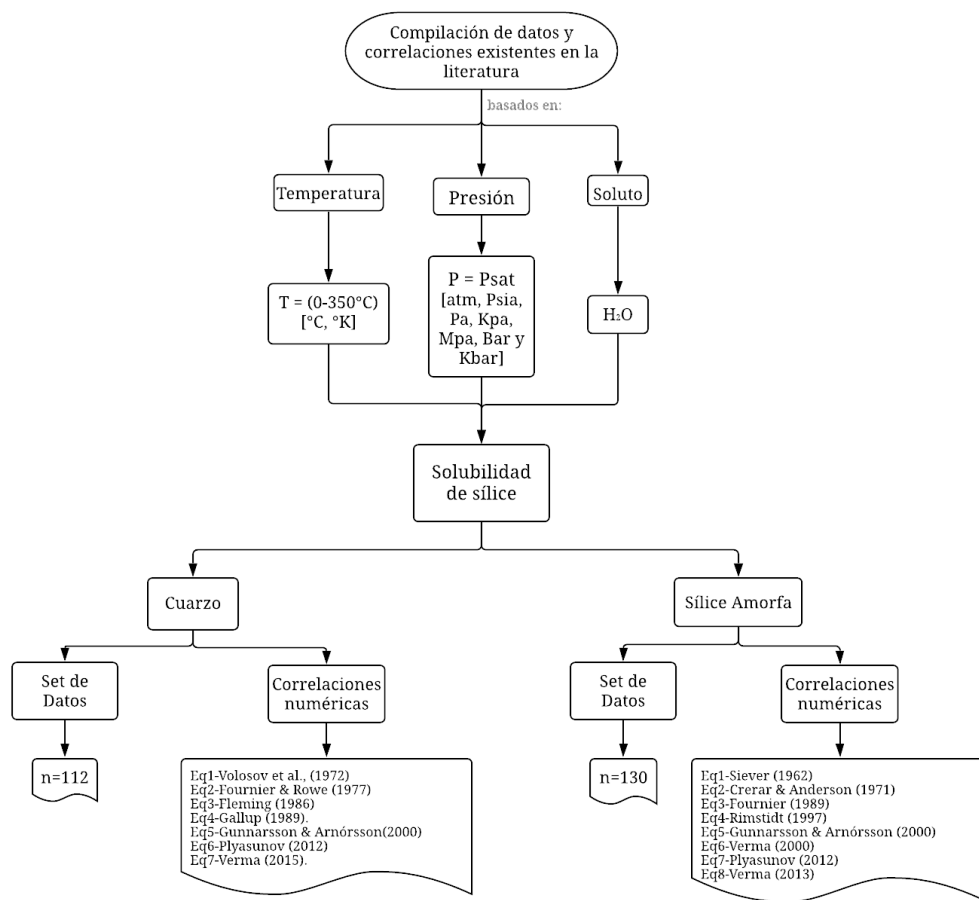 Compilación de datos y
correlaciones existentes en la
literatura
basados en:
Temperatura
Presión
Soluto
T = (0-350°C)
[°C, °K]
P = Psat
[atm, Psia,
Pa, Kpa,
Mpa, Bar y
Kbar]
H₂O
Solubilidad
de sílice
Cuarzo
Sílice Amorfa
Set de
Datos
Correlaciones
numéricas
Set de
Datos
Correlaciones
numéricas
n=112
Eq1-Volosov et al., (1972)
Eq2-Fournier & Rowe (1977)
Eq3-Fleming (1986)
Eq4-Gallup (1989).
Eq5-Gunnarsson & Arnórsson(2000)
Eq6-Plyasunov (2012)
Eq7-Verma (2015).
n=130
Eq1-Siever (1962)
Eq2-Crerar & Anderson (1971)
Eq3-Fournier (1989)
Eq4-Rimstidt (1997)
Eq5-Gunnarsson & Arnórsson (2000)
Eq6-Verma (2000)
Eq7-Plyasunov (2012)
Eq8-Verma (2013)